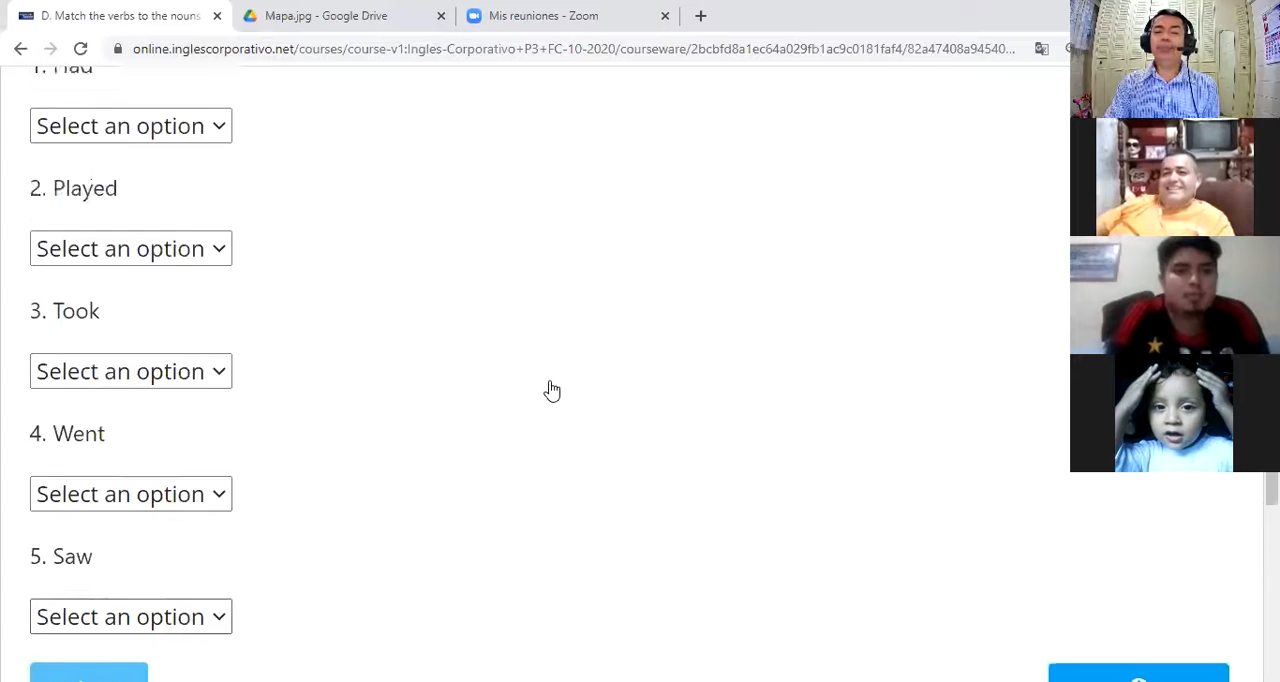 D. Match the verbs to the nouns
Mapa.jpg - Google Drive
Mis reuniones - Zoom
online.inglescorporativo.net/courses/course-v1:Ingles-Corporativo+P3+FC-10-2020/courseware/2bcbfd8a1ec64a029fb1ac9c0181faf4/82a47408a94540...
1. Had
Select an option
2. Played
Select an option
3. Took
Select an option
4. Went
Select an option
5. Saw
Select an option